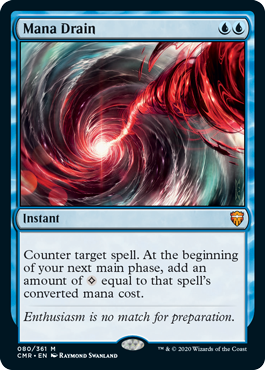 Mana Drain
Instant
Counter target spell. At the beginning
of your next main phase, add an
amount of equal to that spell's
converted mana cost.
Enthusiasm is no match for preparation.
080/361 M
CMR • EN Raymond Swanland
™ & © 2020 Wizards of the Coast